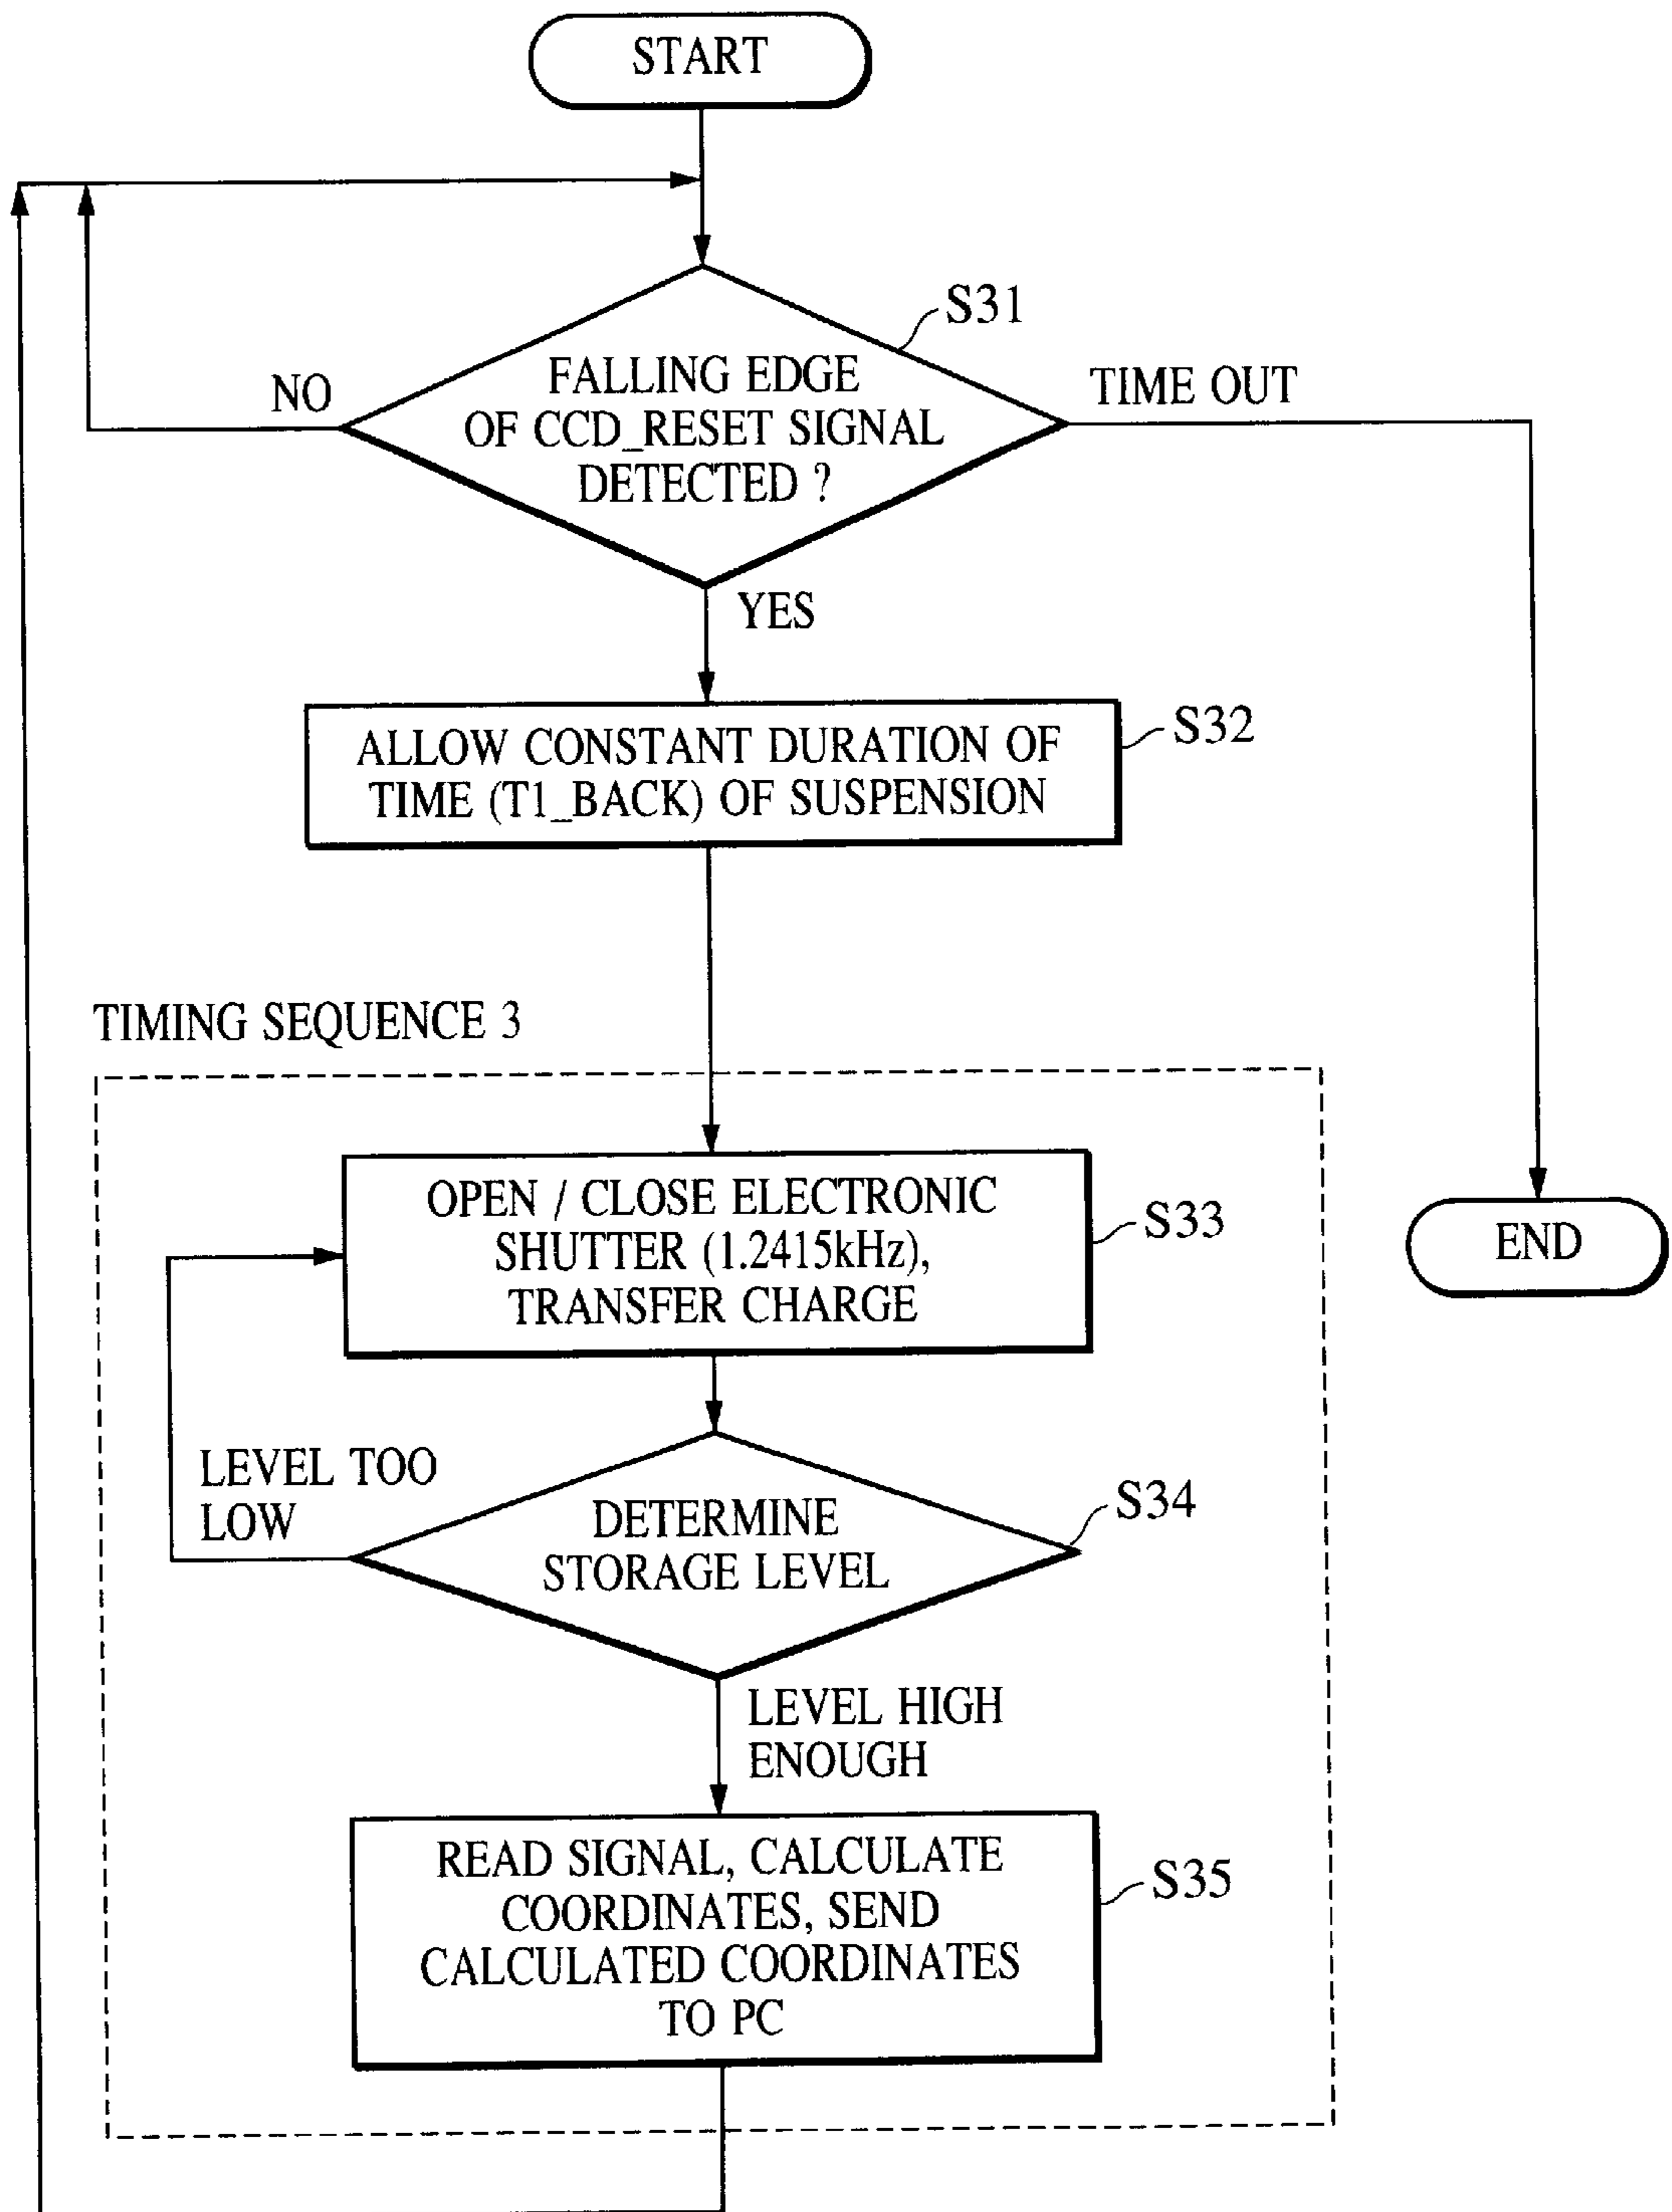 START
S31
FALLING EDGE
OF CCD_RESET SIGNAL
DETECTED ?
NO
TIME OUT
YES
S32
ALLOW CONSTANT DURATION OF
TIME (T1_BACK) OF SUSPENSION
TIMING SEQUENCE 3
OPEN / CLOSE ELECTRONIC
SHUTTER (1.2415kHz),
TRANSFER CHARGE
S33
END
LEVEL TOO
LOW
DETERMINE
STORAGE LEVEL
S34
LEVEL HIGH
ENOUGH
READ SIGNAL, CALCULATE
COORDINATES, SEND
CALCULATED COORDINATES
TO PC
S35